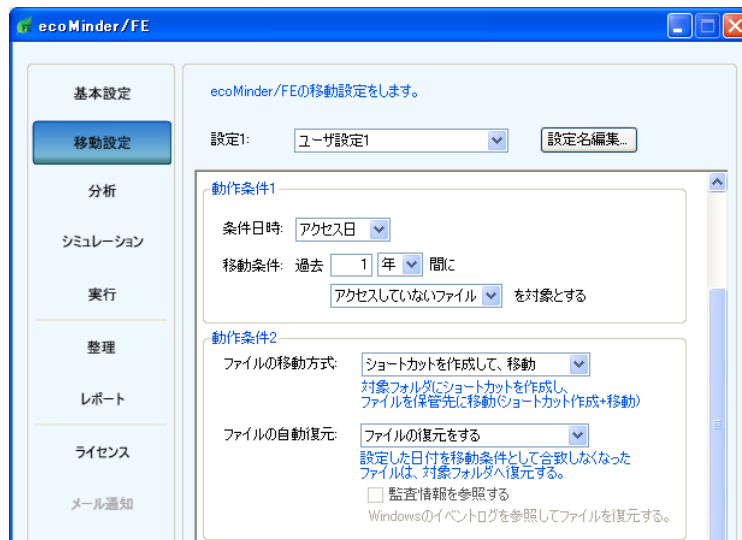 ecoMinder/FE
基本設定
移動設定
分析
シミュレーション
実行
整理
レポート
ライセンス
メール通知
ecoMinder/FEの移動設定をします。
設定1: ユーザ設定1 設定名編集...
動作条件1
条件日時: アクセス日
移動条件: 過去 1 年 間に
アクセスしていないファイル を対象とする
動作条件2
ファイルの移動方式: ショートカットを作成して、移動
対象フォルダにショートカットを作成し、
ファイルを保管先に移動(ショートカット作成+移動)
ファイルの自動復元: ファイルの復元をする
設定した日付を移動条件として合致しなくなった
ファイルは、対象フォルダへ復元する。
監査情報を参照する
Windowsのイベントログを参照してファイルを復元する。